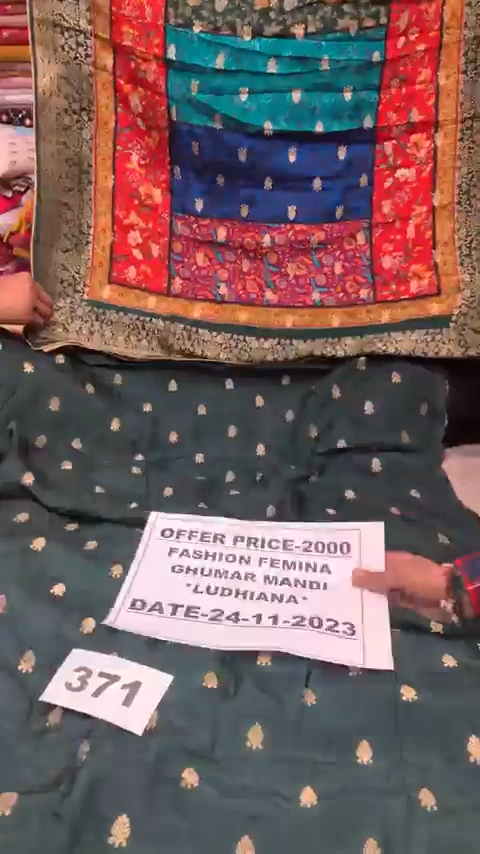 OFFER PRICE-2000
FASHION FEMINA
GHUMAR MANDI
*LUDHIANA*
DATE-24-11-2023
371